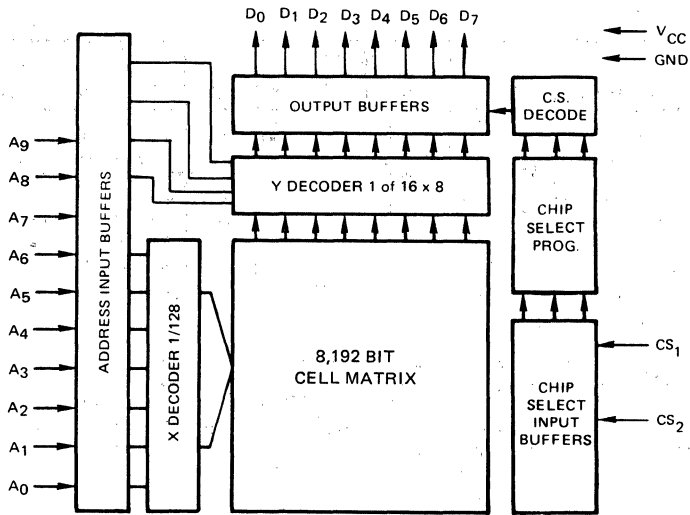 D0 D1 D2 D3 D4 D5 D6 D7
VCC
GND
OUTPUT BUFFERS
C.S.
DECODE
Y DECODER 1 of 16 x 8
CHIP
SELECT
PROG.
ADDRESS INPUT BUFFERS
A9
A8
A7
A6
A5
A4
A3
A2
A1
A0
X DECODER 1/128
8,192 BIT
CELL MATRIX
CHIP
SELECT
INPUT
BUFFERS
CS1
CS2